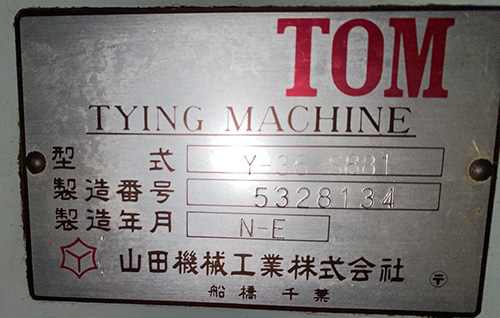 TOM
TYING MACHINE
型 式 Y-36 SBB1
製造番号 5328134
製造年月 N-E
山田機械工業株式会社 〒
船橋 千葉